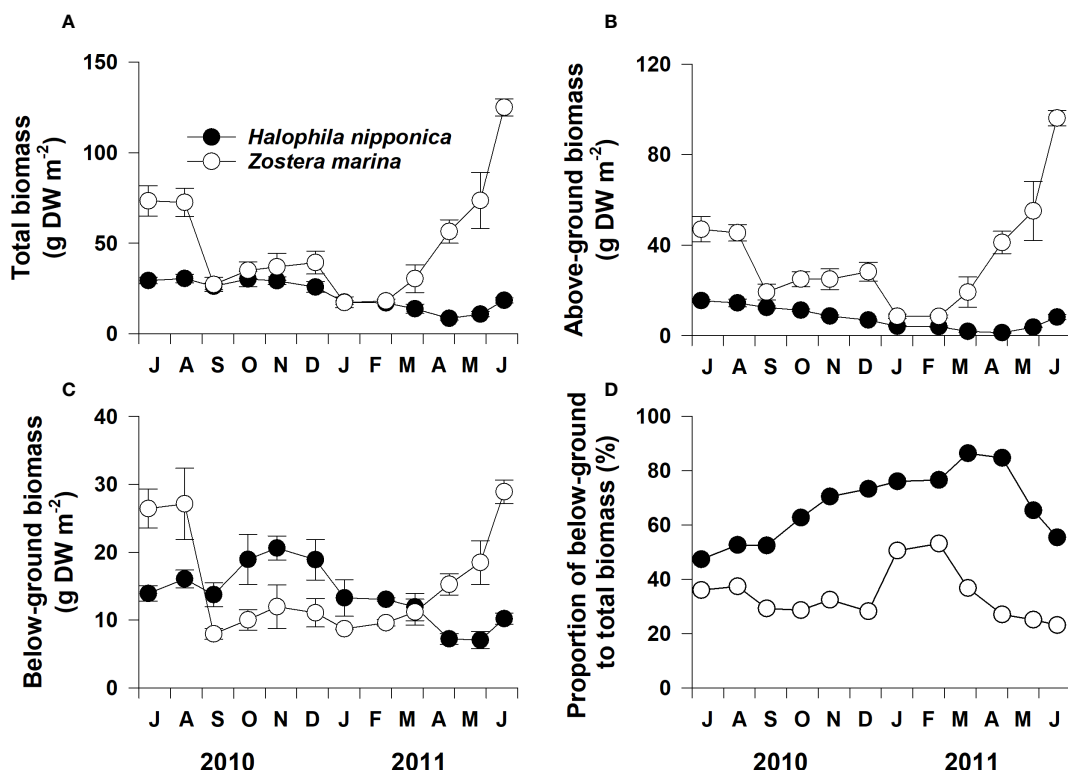 A
Total biomass
(g DW m-2)
150
100
50
0
Halophila nipponica
Zostera marina
J A S O N D J F M A M J
B
Above-ground biomass
(g DW m-2)
120
80
40
0
J A S O N D J F M A M J
C
Below-ground biomass
(g DW m-2)
40
30
20
10
0
J A S O N D J F M A M J
2010 2011
D
Proportion of below-ground
to total biomass (%)
100
80
60
40
20
0
J A S O N D J F M A M J
2010 2011